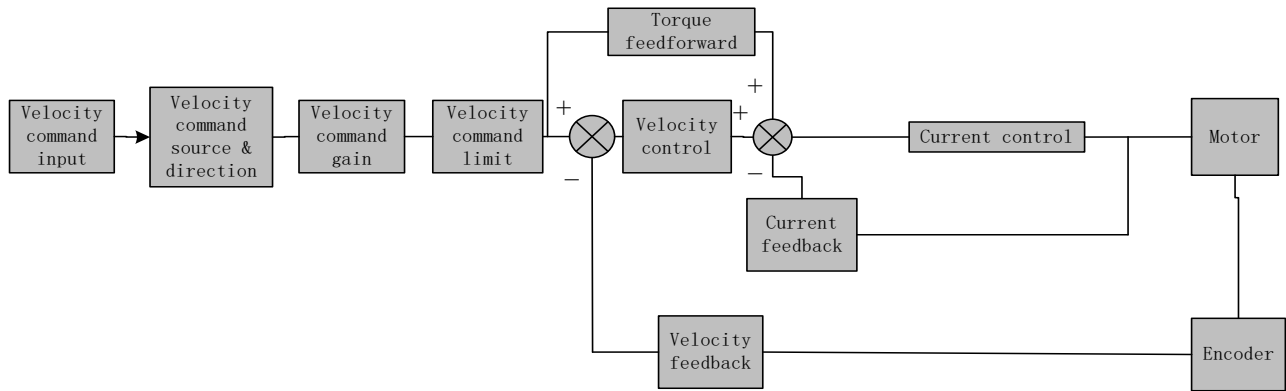 Torque
feedforward
Velocity
command
input
Velocity
command
source &
direction
Velocity
command
gain
Velocity
command
limit
+
−
Velocity
control
+
+
−
Current control
Motor
Current
feedback
Velocity
feedback
Encoder